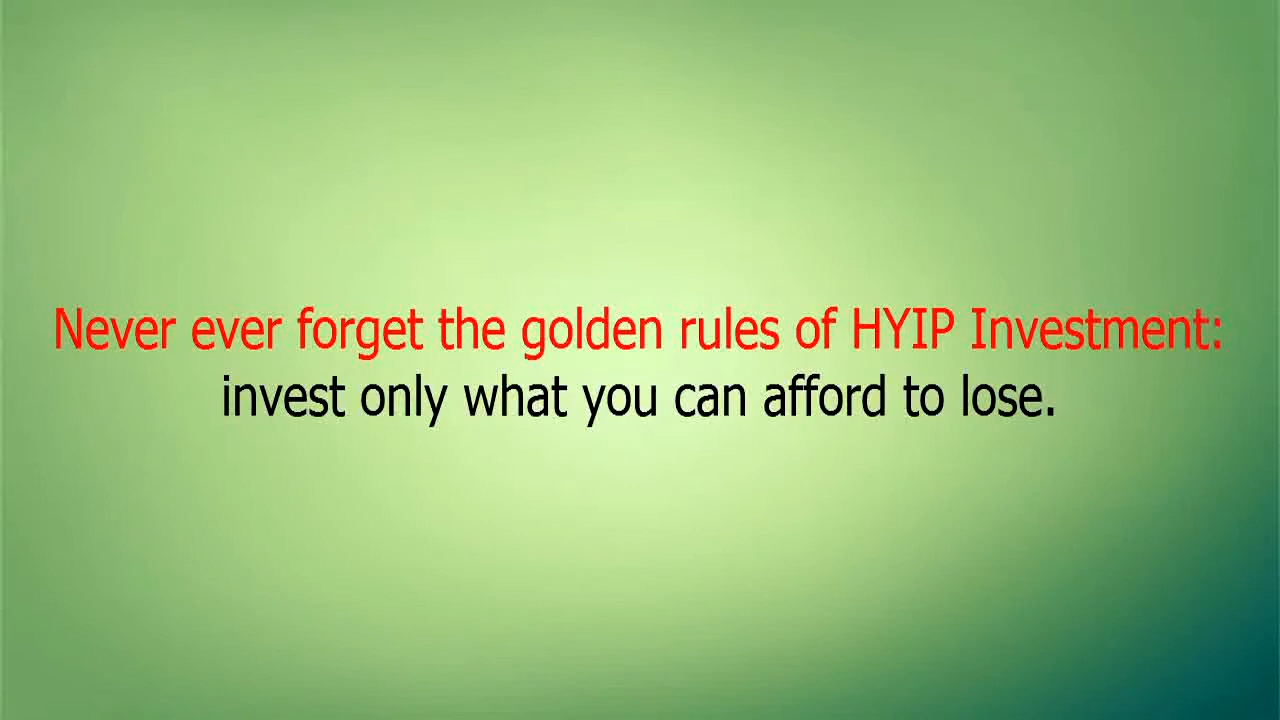 Never ever forget the golden rules of HYIP Investment:
invest only what you can afford to lose.